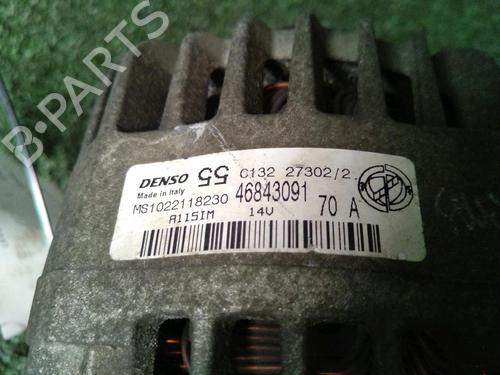 B-PARTS
DENSO 55 C132 27302/2.
Made in Italy
MS1022118230 46843091
A115IM 14V 70 A